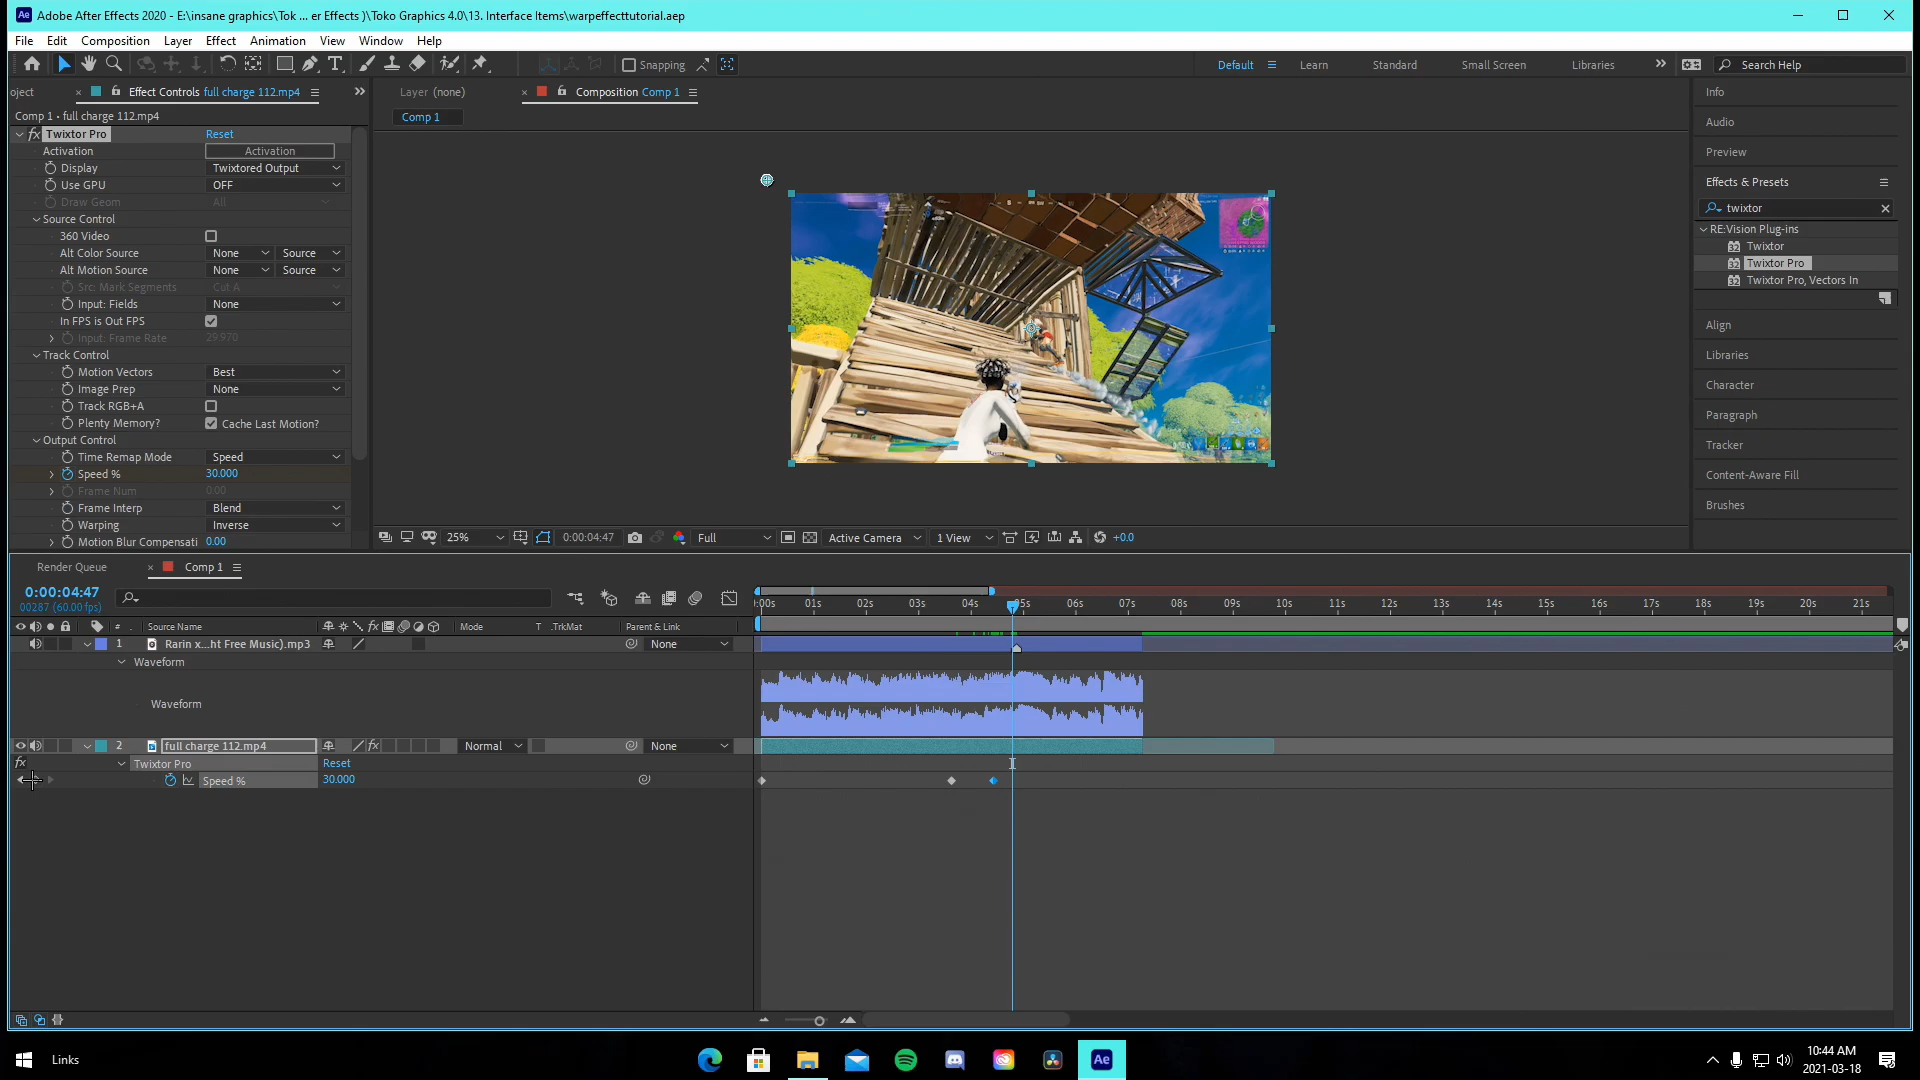 Adobe After Effects 2020 - E:\insane graphics\Tok ... er Effects )\Toko Graphics 4.0\13. Interface Items\warpeffecttutorial.aep
File Edit Composition Layer Effect Animation View Window Help
Snapping Default Learn Standard Small Screen Libraries Search Help
oject Effect Controls full charge 112.mp4 Layer (none) Composition Comp 1 Info
Comp 1 • full charge 112.mp4 Comp 1
Audio
Twixtor Pro Reset
Activation Activation Preview
Display Twixtored Output
Use GPU OFF Effects & Presets
Draw Geom All
Source Control twixtor
360 Video RE:Vision Plug-ins
Alt Color Source None Source Twixtor
Alt Motion Source None Source Twixtor Pro
Src: Mark Segments Cut A Twixtor Pro, Vectors In
Input: Fields None
In FPS is Out FPS Align
Input: Frame Rate 29.970
Track Control Libraries
Motion Vectors Best
Image Prep None Character
Track RGB+A Paragraph
Plenty Memory? Cache Last Motion?
Output Control Tracker
Time Remap Mode Speed
Speed % 30.000 Content-Aware Fill
Frame Num 0.00
Frame Interp Blend Brushes
Warping Inverse
Motion Blur Compensati 0.00 25% 0:00:04:47 Full Active Camera 1 View +0.0
Render Queue Comp 1
0:00:04:47
00287 (60.00 fps) :00s 01s 02s 03s 04s 05s 06s 07s 08s 09s 10s 11s 12s 13s 14s 15s 16s 17s 18s 19s 20s 21s
# Source Name Mode T .TrkMat Parent & Link
1 Rarin x...ht Free Music).mp3 None
Waveform
Waveform
2 full charge 112.mp4 Normal None
Twixtor Pro Reset
Speed % 30.000
Links Ae 10:44 AM
2021-03-18